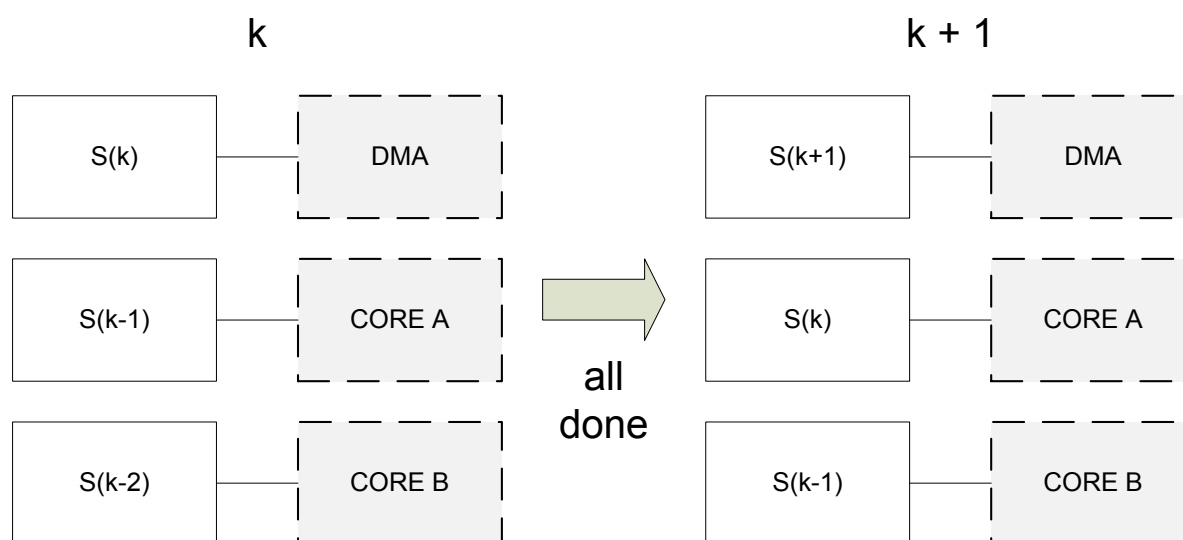 k
k + 1
S(k)
DMA
S(k+1)
DMA
S(k-1)
CORE A
S(k)
CORE A
all
done
S(k-2)
CORE B
S(k-1)
CORE B